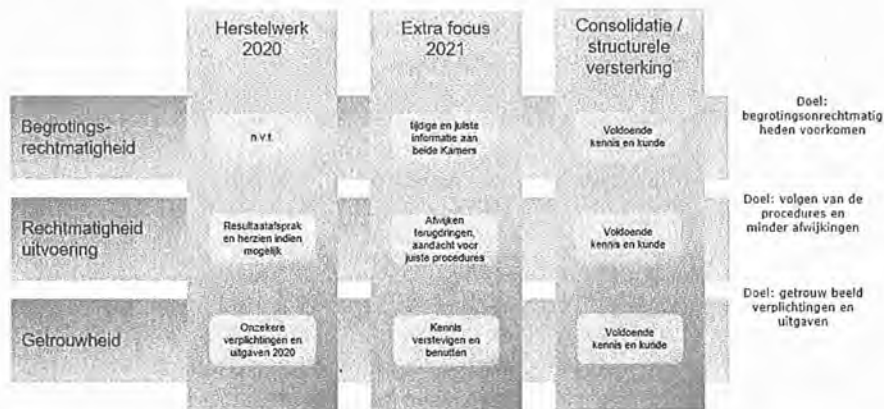 Herstelwerk
2020
Extra focus
2021
Consolidatie /
structurele
versterking
Begrotings-
rechtmatigheid
n.v.t.
tijdige en juiste
informatie aan
beide Kamers
Voldoende
kennis en kunde
Doel:
begrotingsonrechtmatig
heden voorkomen
Rechtmatigheid
uitvoering
Resultaatafsprak
en herzien indien
mogelijk
Afwijken
terugdringen,
aandacht voor
juiste procedures
Voldoende
kennis en kunde
Doel: volgen van de
procedures en
minder afwijkingen
Getrouwheid
Onzekere
verplichtingen en
uitgaven 2020
Kennis
verstevigen en
benutten
Voldoende
kennis en kunde
Doel: getrouw beeld
verplichtingen en
uitgaven